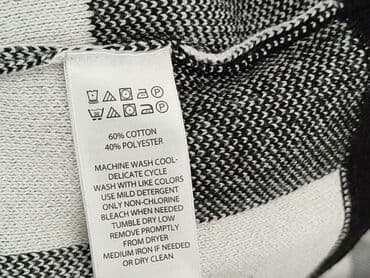 60% COTTON
40% POLYESTER
MACHINE WASH COOL-
DELICATE CYCLE
WASH WITH LIKE COLORS
USE MILD DETERGENT
ONLY NON-CHLORINE
BLEACH WHEN NEEDED
TUMBLE DRY LOW
REMOVE PROMPTLY
FROM DRYER
MEDIUM IRON IF NEEDED
OR DRY CLEAN